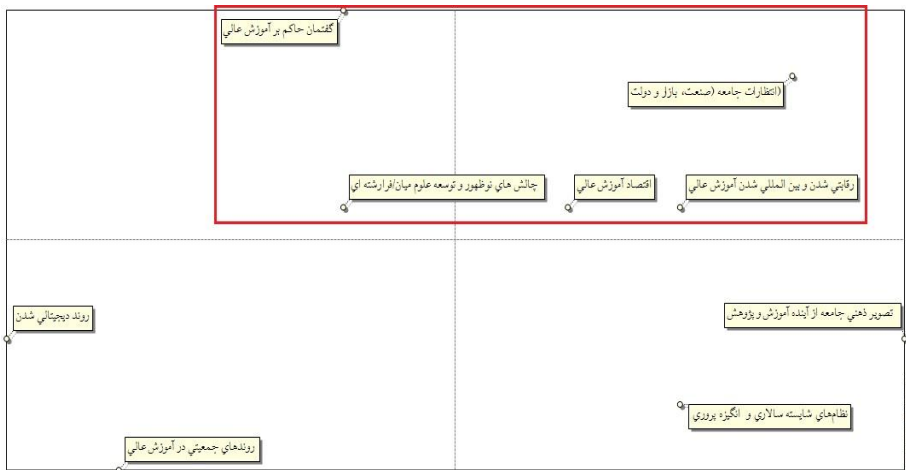 گفتمان حاكم بر آموزش عالي
(انتظارات جامعه (صنعت، بازار و دولت
رقابتي شدن و بين المللي شدن آموزش عالي
اقتصاد آموزش عالي
چالش هاي نوظهور و توسعه علوم ميان/فرارشته اي
تصوير ذهني جامعه از آينده آموزش و پژوهش
روند ديجيتالي شدن
نظام‌هاي شايسته سالاري و انگيزه پروري
روندهاي جمعيتي در آموزش عالي